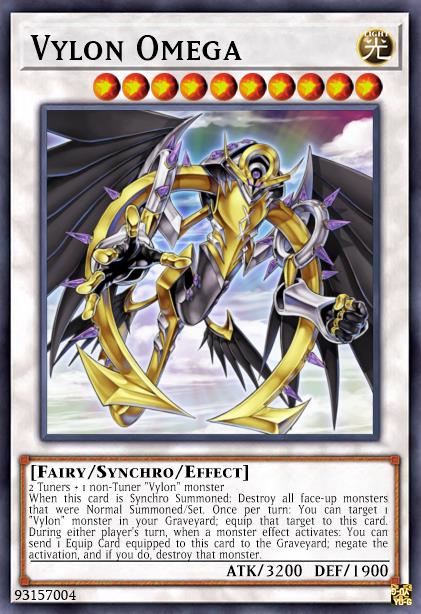 Vylon Omega
LIGHT
光
[Fairy/Synchro/Effect]
2 Tuners + 1 non-Tuner "Vylon" monster
When this card is Synchro Summoned: Destroy all face-up monsters
that were Normal Summoned/Set. Once per turn: You can target 1
"Vylon" monster in your Graveyard; equip that target to this card.
During either player's turn, when a monster effect activates: You can
send 1 Equip Card equipped to this card to the Graveyard; negate the
activation, and if you do, destroy that monster.
ATK/3200 DEF/1900
93157004